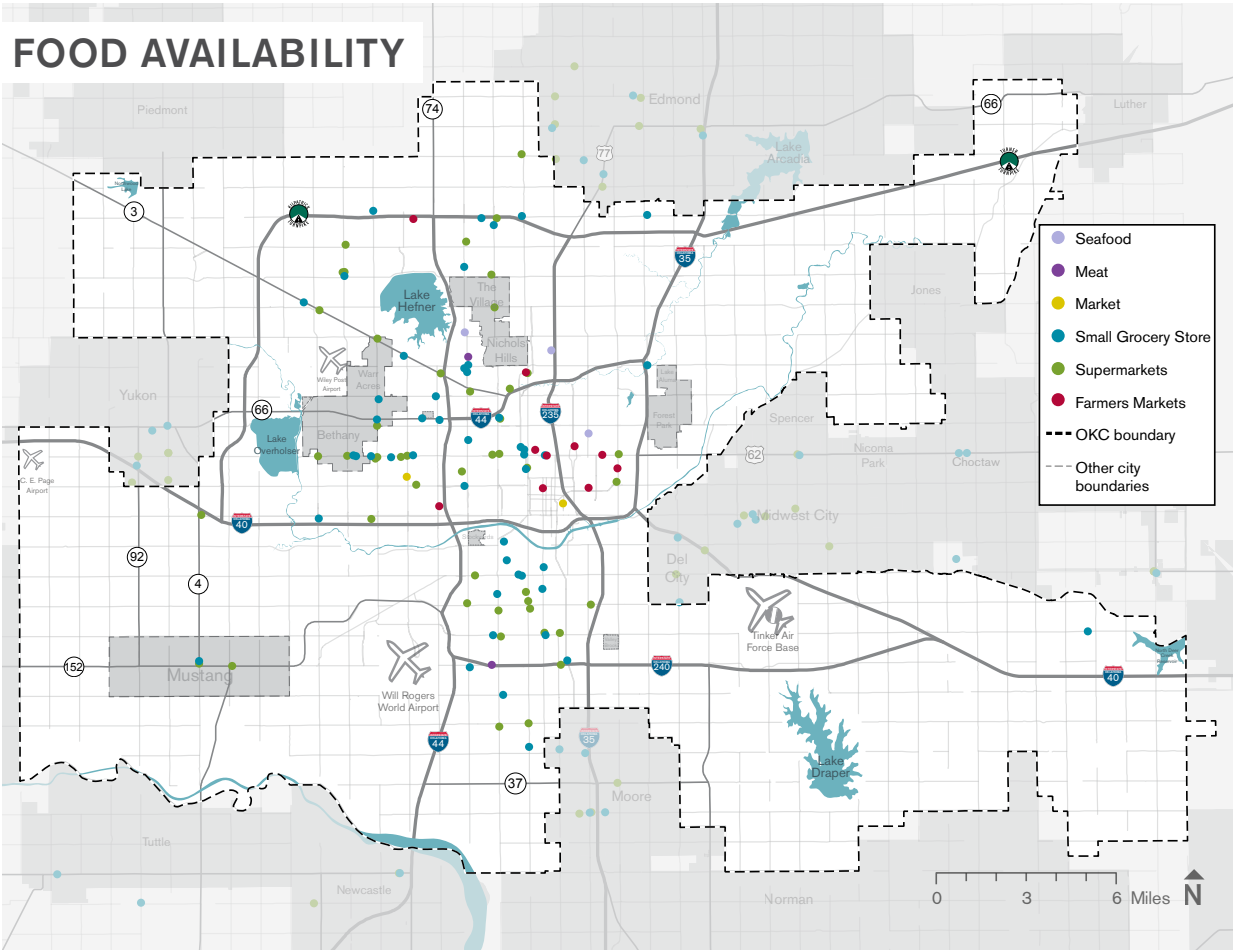 FOOD AVAILABILITY
Piedmont
74
Edmond
66
Luther
77
Lake
Arcadia
TURNER
TURNPIKE
3
KILPATRICK
TURNPIKE
35
Seafood
Meat
Market
Small Grocery Store
Supermarkets
Farmers Markets
OKC boundary
Other city
boundaries
Jones
Lake
Hefner
The
Village
Nichols
Hills
Wiley Post
Airport
Warr
Acres
Yukon
66
44
235
Forest
Park
Spencer
Bethany
Lake
Overholser
62
Nicoma
Park
Choctaw
C. E. Page
Airport
40
Midwest City
92
4
Del
City
Tinker Air
Force Base
152
Mustang
Will Rogers
World Airport
240
40
44
35
37
Moore
Lake
Draper
Tuttle
Newcastle
Norman
0 3 6 Miles
N